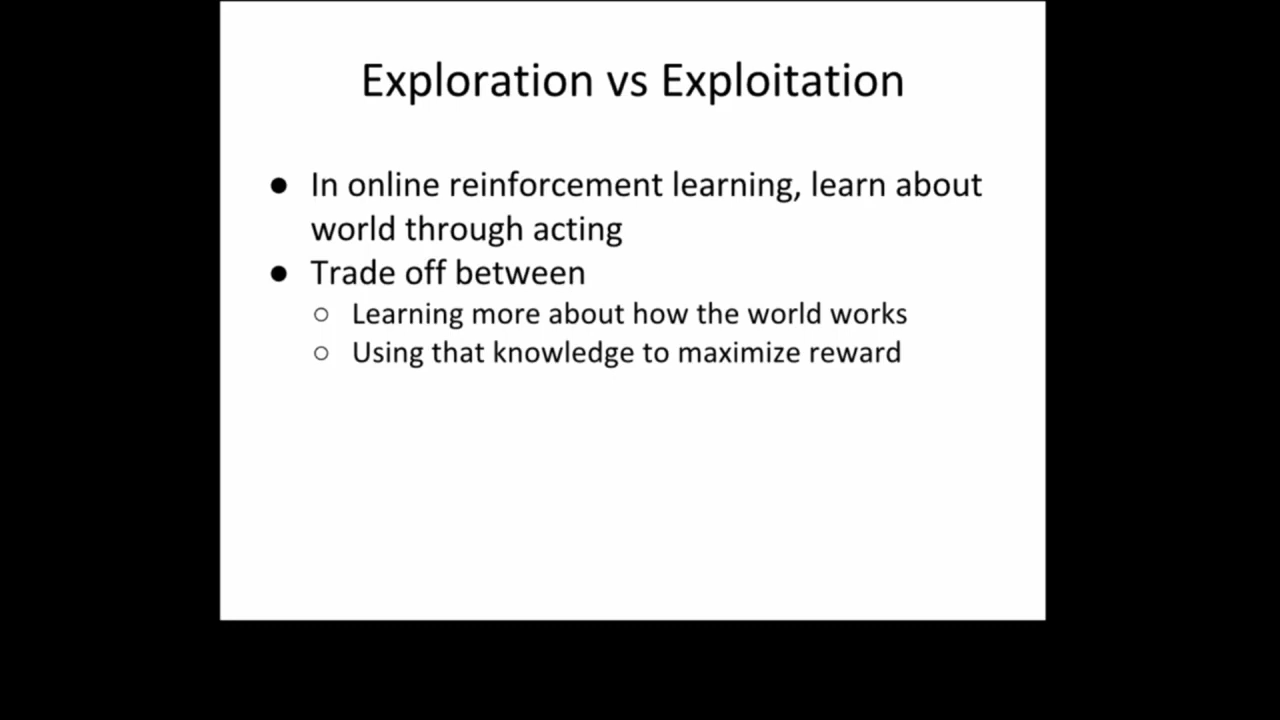 Exploration vs Exploitation
● In online reinforcement learning, learn about
world through acting
● Trade off between
○ Learning more about how the world works
○ Using that knowledge to maximize reward